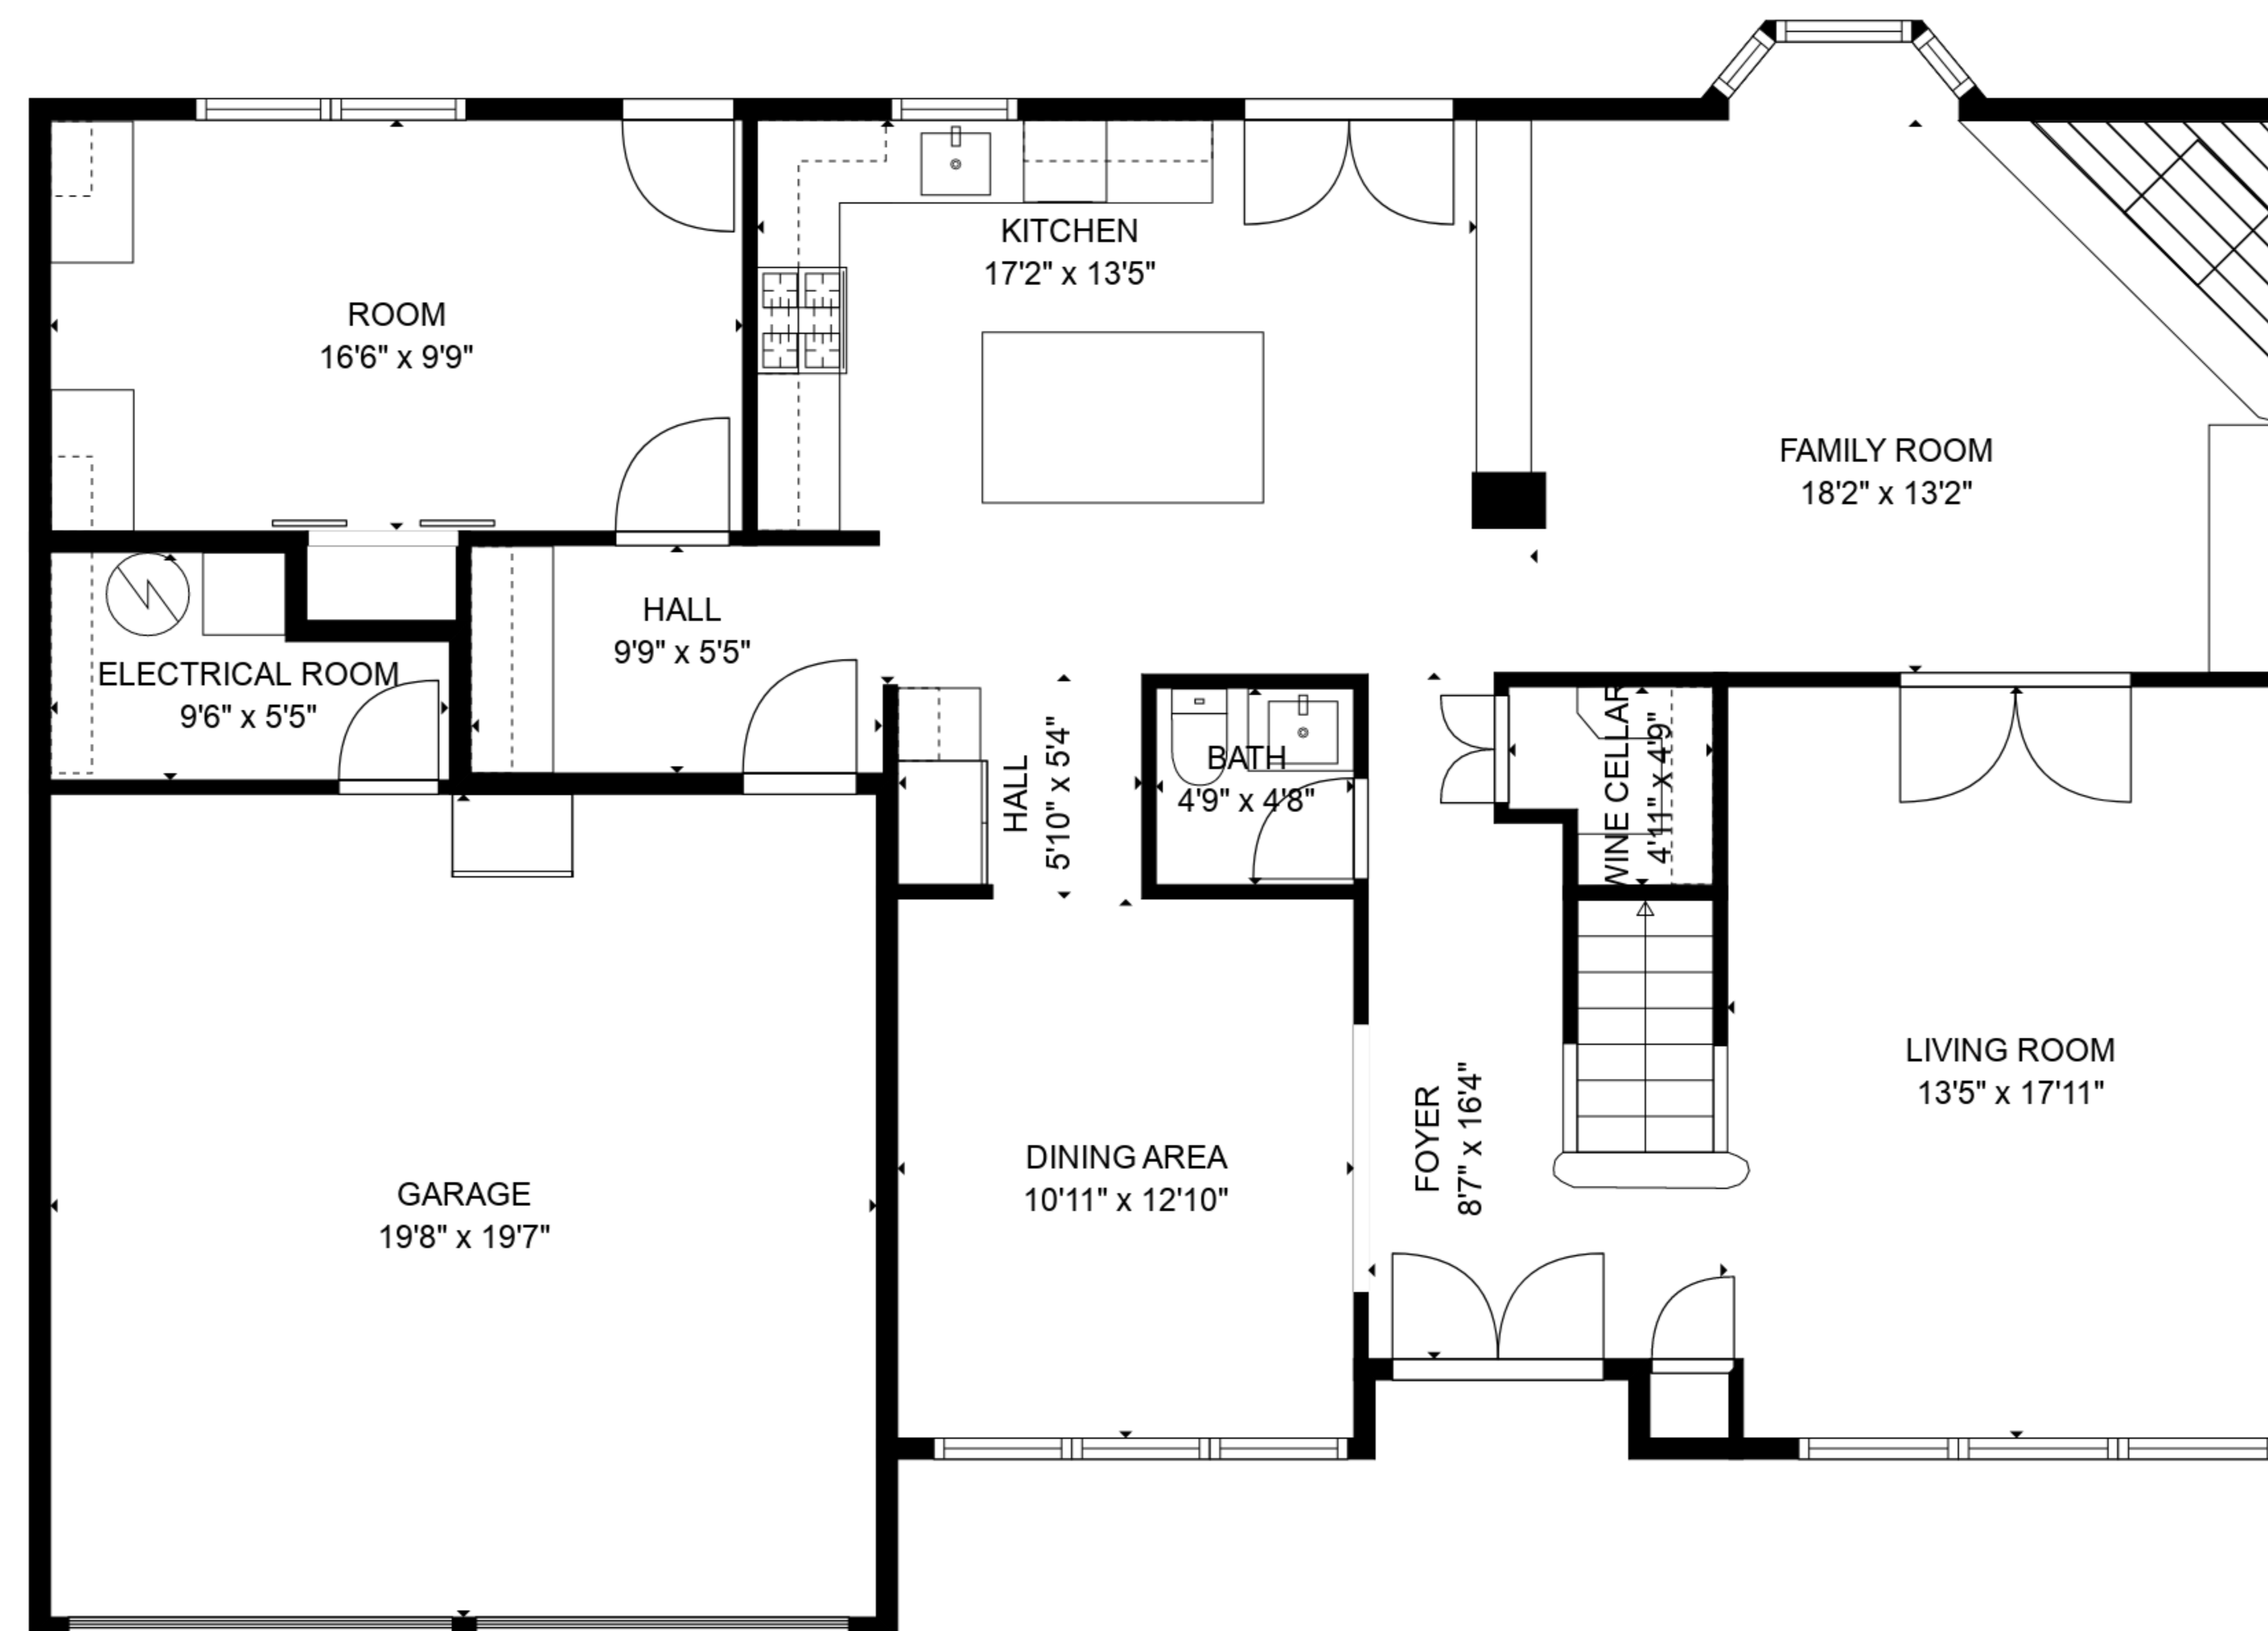 KITCHEN
17'2" x 13'5"
ROOM
16'6" x 9'9"
FAMILY ROOM
18'2" x 13'2"
HALL
9'9" x 5'5"
ELECTRICAL ROOM
9'6" x 5'5"
HALL
5'10" x 5'4"
BATH
4'9" x 4'8"
WINE CELLAR
4'11" x 4'9"
LIVING ROOM
13'5" x 17'11"
FOYER
8'7" x 16'4"
DINING AREA
10'11" x 12'10"
GARAGE
19'8" x 19'7"